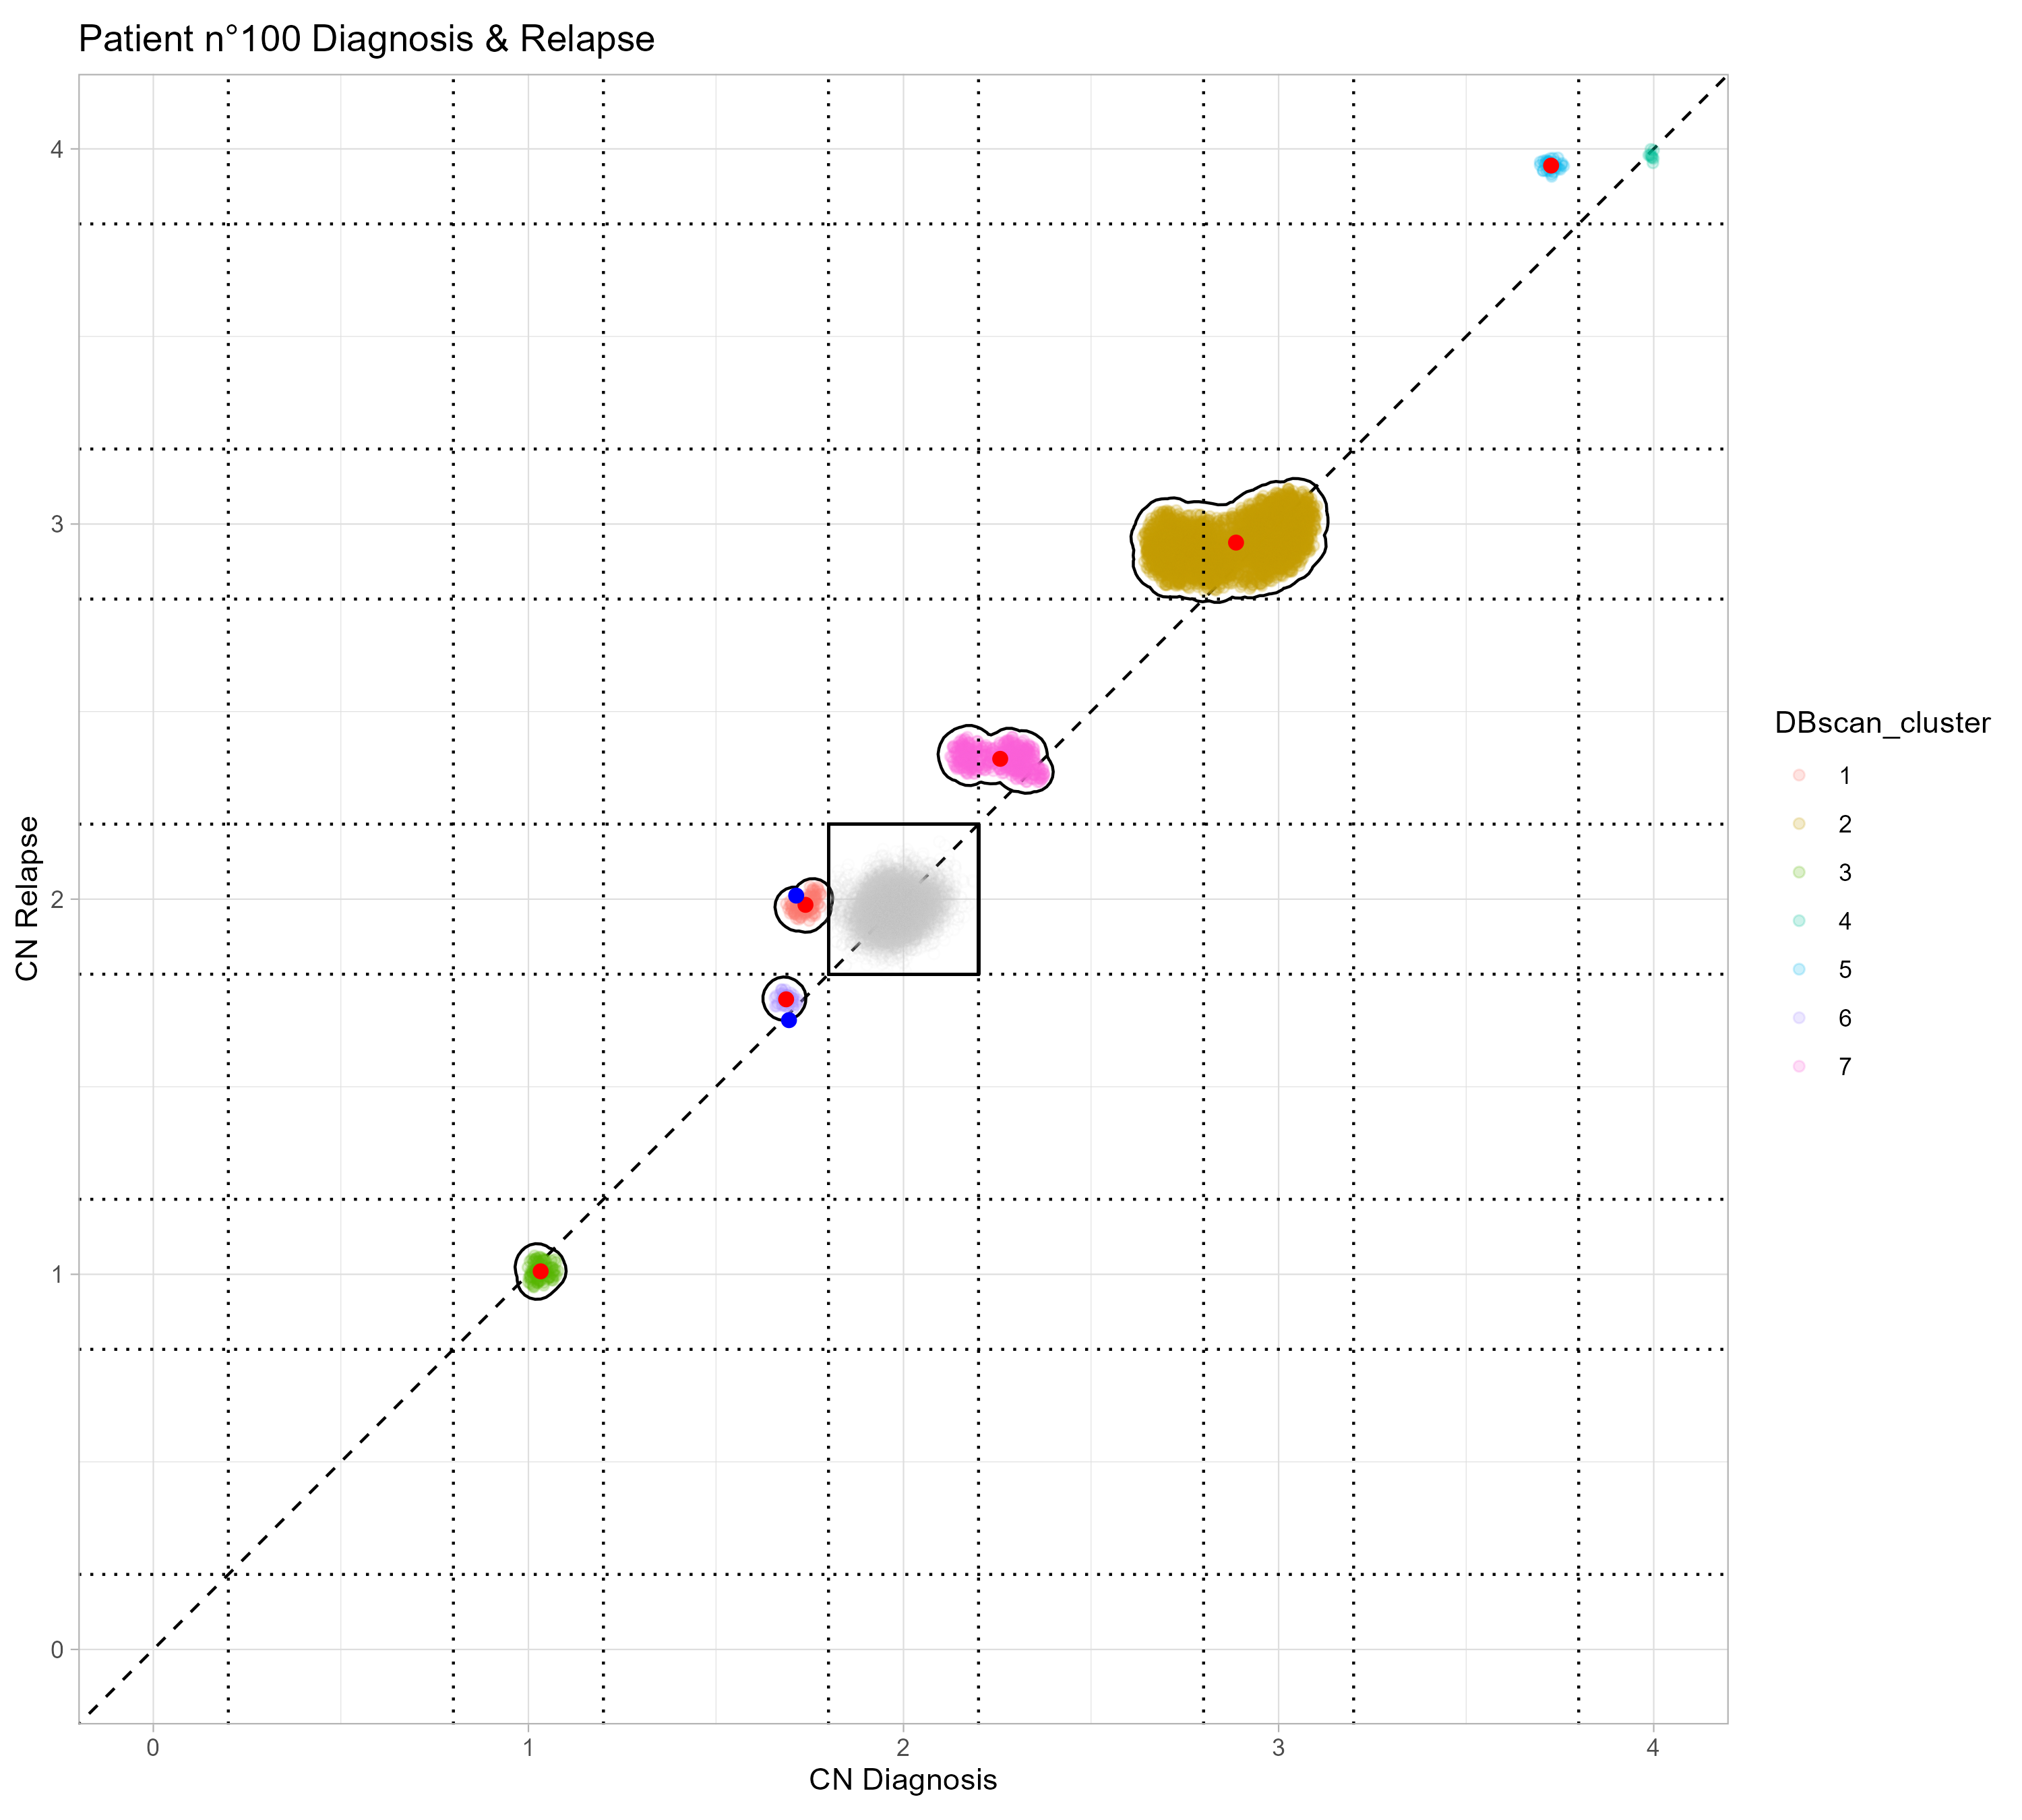 Patient n°100 Diagnosis & Relapse
4
3
2
1
0
CN Relapse
0 1 2 3 4
CN Diagnosis
DBscan_cluster
1
2
3
4
5
6
7